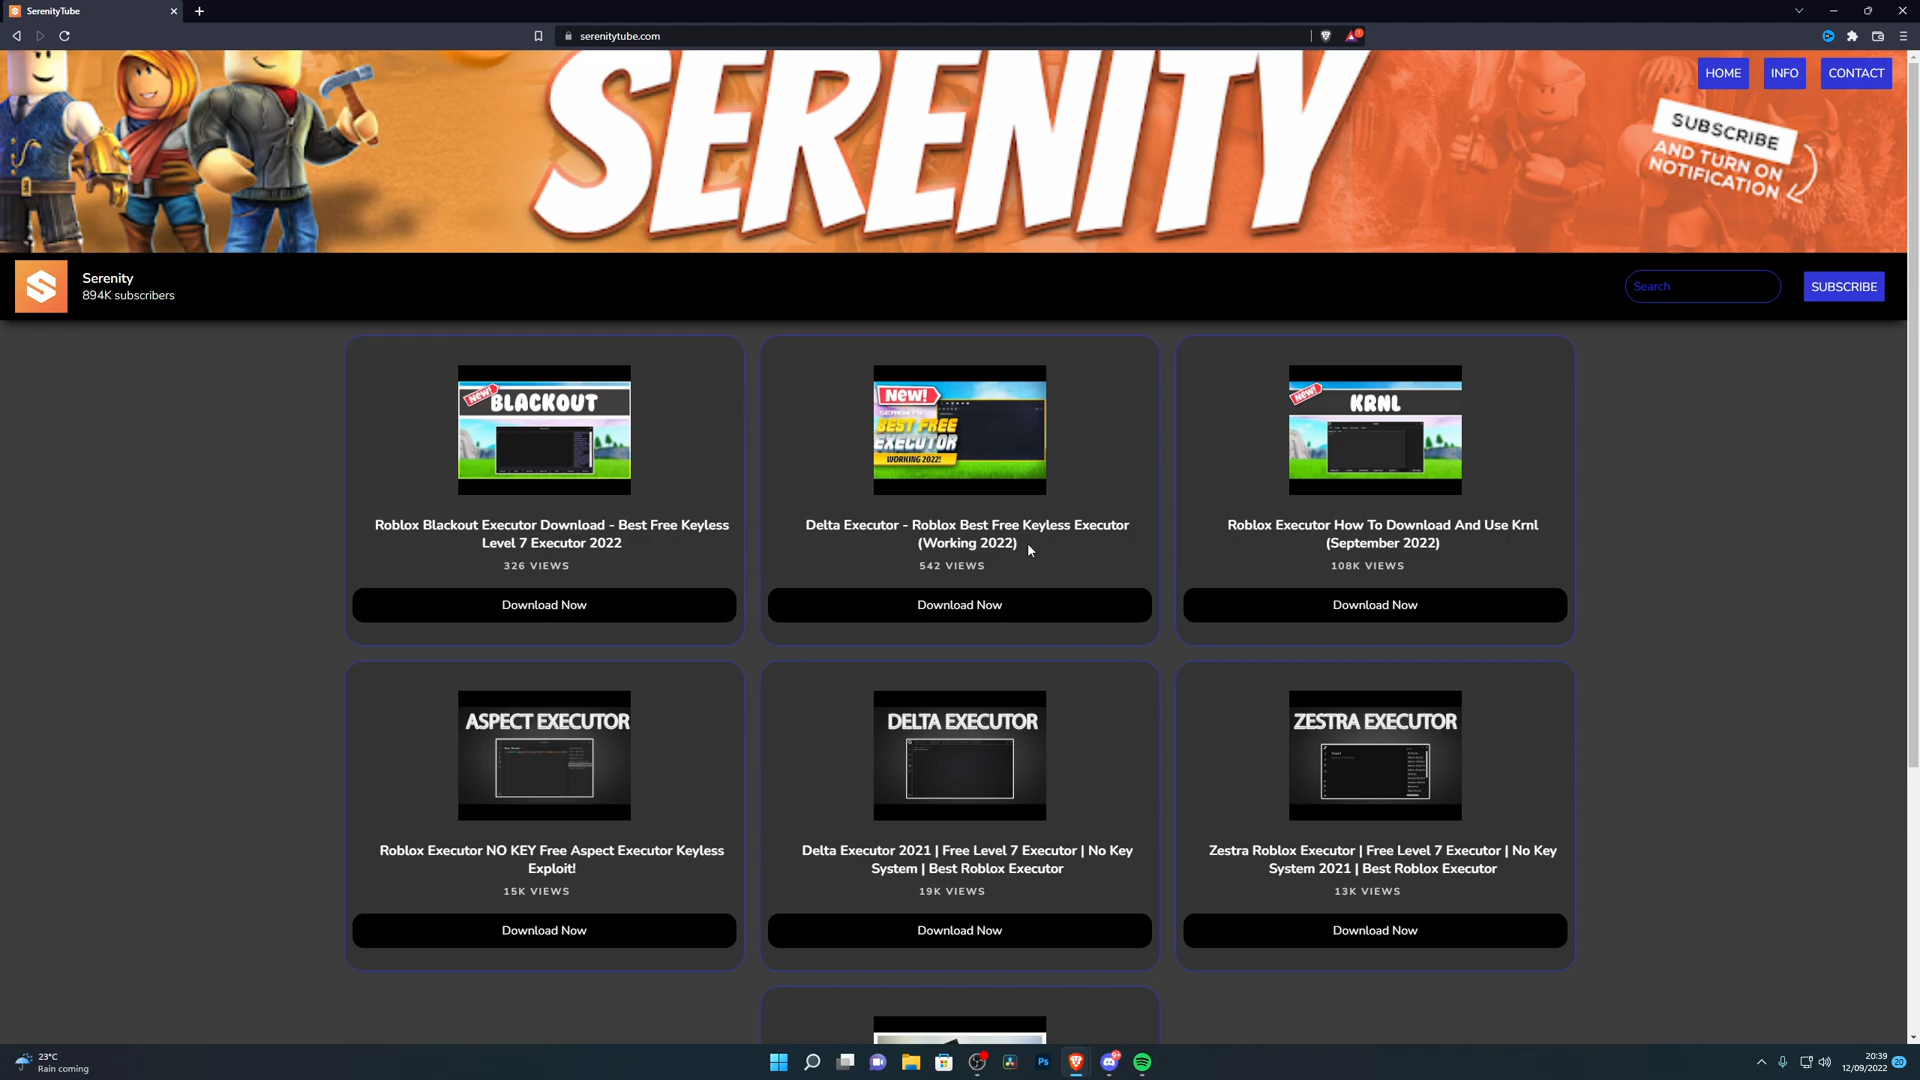 SerenityTube
serenitytube.com
SERENITY
HOME
INFO
CONTACT
SUBSCRIBE
AND TURN ON
NOTIFICATION
Serenity
894K subscribers
Search
SUBSCRIBE
New!
BLACKOUT
New!
SERENITY
BEST FREE
EXECUTOR
WORKING 2022!
New!
KRNL
Roblox Blackout Executor Download - Best Free Keyless
Level 7 Executor 2022
326 VIEWS
Download Now
Delta Executor - Roblox Best Free Keyless Executor
(Working 2022)
542 VIEWS
Download Now
Roblox Executor How To Download And Use Krnl
(September 2022)
108K VIEWS
Download Now
ASPECT EXECUTOR
DELTA EXECUTOR
ZESTRA EXECUTOR
Roblox Executor NO KEY Free Aspect Executor Keyless
Exploit!
15K VIEWS
Download Now
Delta Executor 2021 | Free Level 7 Executor | No Key
System | Best Roblox Executor
19K VIEWS
Download Now
Zestra Roblox Executor | Free Level 7 Executor | No Key
System 2021 | Best Roblox Executor
13K VIEWS
Download Now
23°C
Rain coming
Ps
20:39
12/09/2022
20